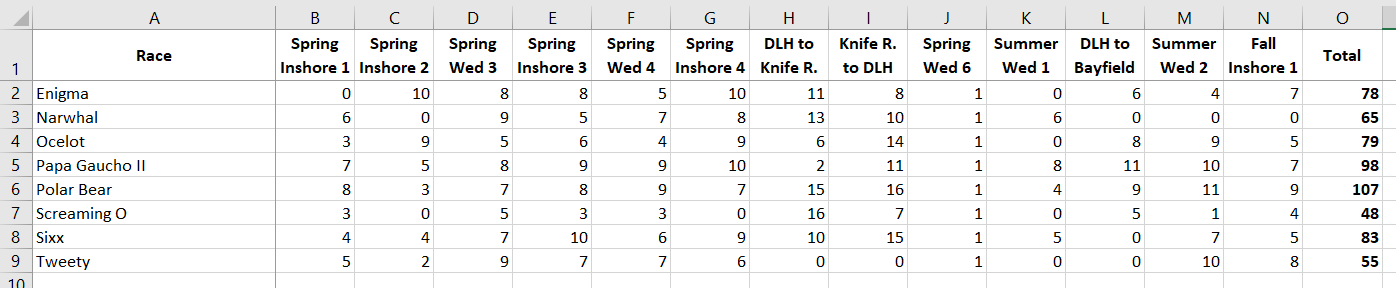 A B C D E F G H I J K L M N O
1 Race Spring Inshore 1 Spring Inshore 2 Spring Wed 3 Spring Inshore 3 Spring Wed 4 Spring Inshore 4 DLH to Knife R. Knife R. to DLH Spring Wed 6 Summer Wed 1 DLH to Bayfield Summer Wed 2 Fall Inshore 1 Total
2 Enigma 0 10 8 8 5 10 11 8 1 0 6 4 7 78
3 Narwhal 6 0 9 5 7 8 13 10 1 6 0 0 0 65
4 Ocelot 3 9 5 6 4 9 6 14 1 0 8 9 5 79
5 Papa Gaucho II 7 5 8 9 9 10 2 11 1 8 11 10 7 98
6 Polar Bear 8 3 7 8 9 7 15 16 1 4 9 11 9 107
7 Screaming O 3 0 5 3 3 0 16 7 1 0 5 1 4 48
8 Sixx 4 4 7 10 6 9 10 15 1 5 0 7 5 83
9 Tweety 5 2 9 7 7 6 0 0 1 0 0 10 8 55
10